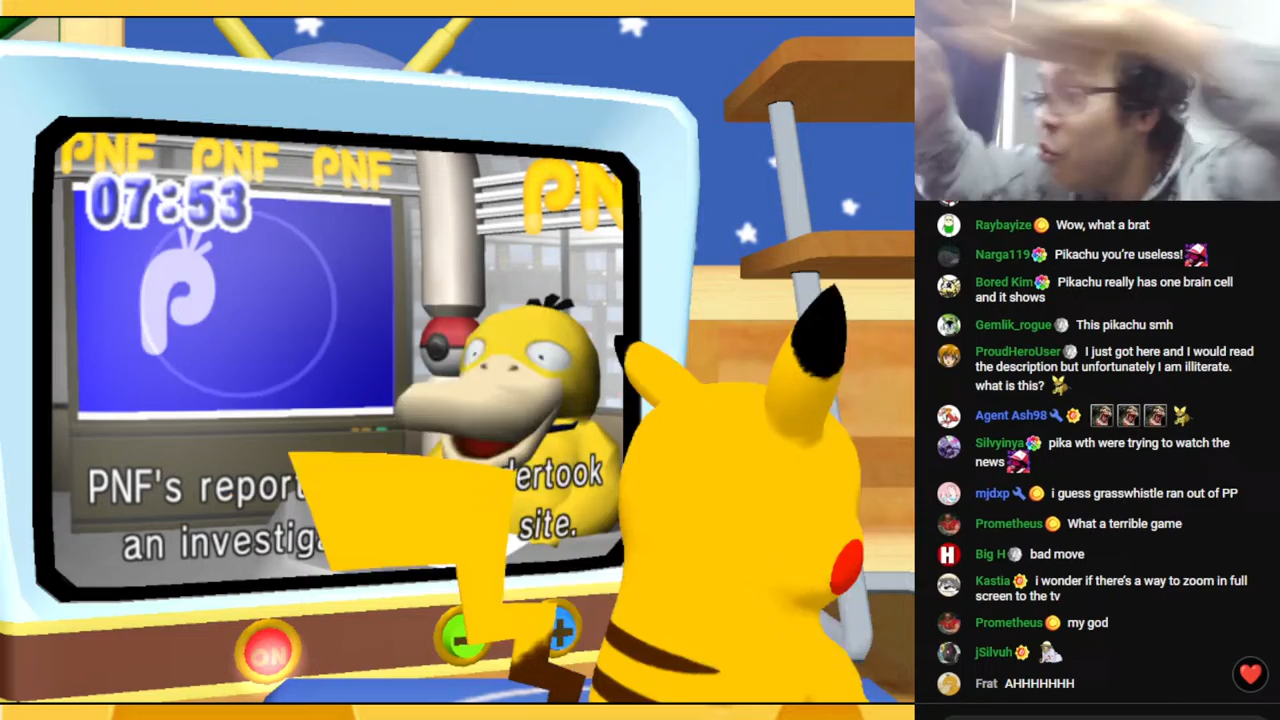 PNF PNF PNF
PN
07:53
PNF's report
ertook
an investig
site.
ON
Raybayize Wow, what a brat
Narga119 Pikachu you're useless!
Bored Kim Pikachu really has one brain cell
and it shows
Gemlik_rogue This pikachu smh
ProudHeroUser I just got here and I would read
the description but unfortunately I am illiterate.
what is this?
Agent Ash98
Silvyinya pika wth were trying to watch the
news
mjdxp i guess grasswhistle ran out of PP
Prometheus What a terrible game
H
Big H bad move
Kastia i wonder if there's a way to zoom in full
screen to the tv
Prometheus my god
jSilvuh
Frat AHHHHHHH